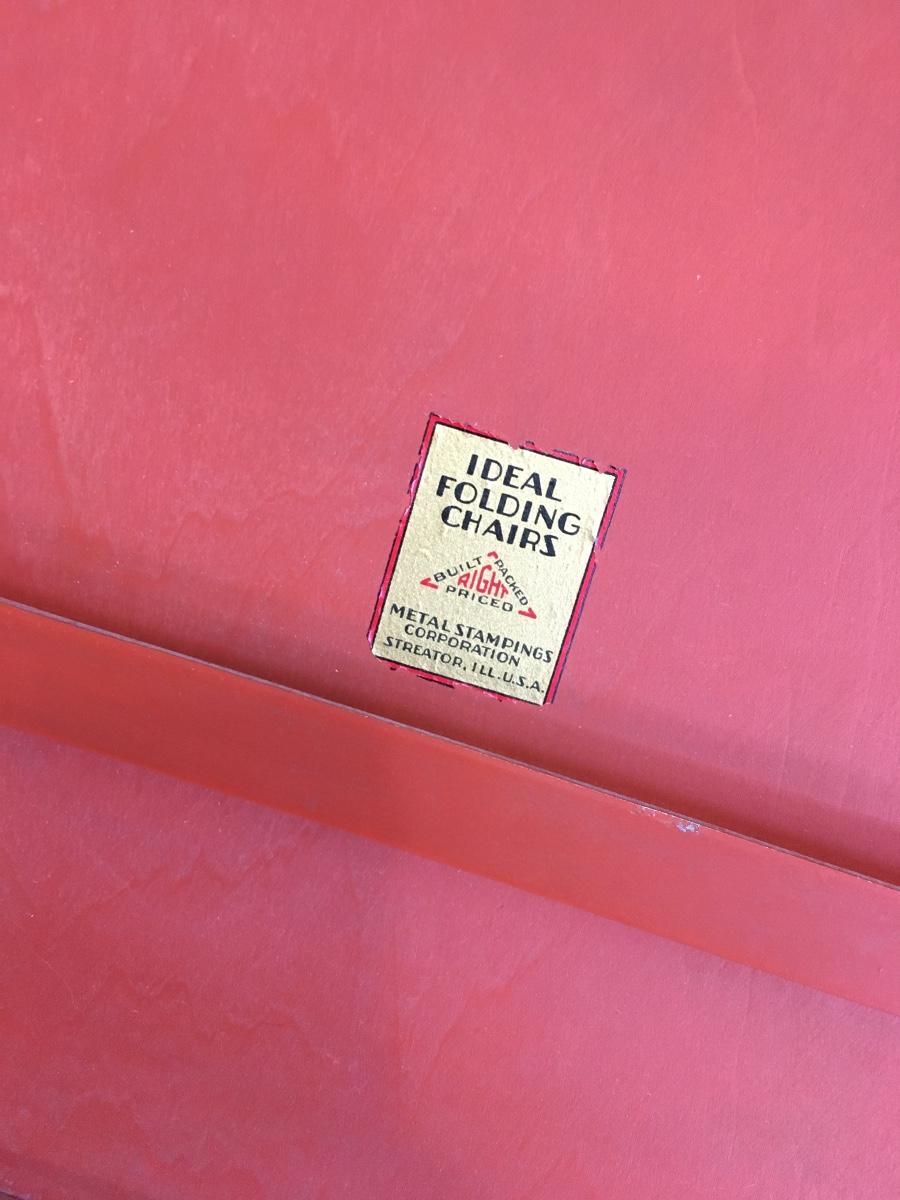 IDEAL
FOLDING
CHAIRS
BUILT PACKED
RIGHT
PRICED
METAL STAMPINGS
CORPORATION
STREATOR, ILL. U.S.A.